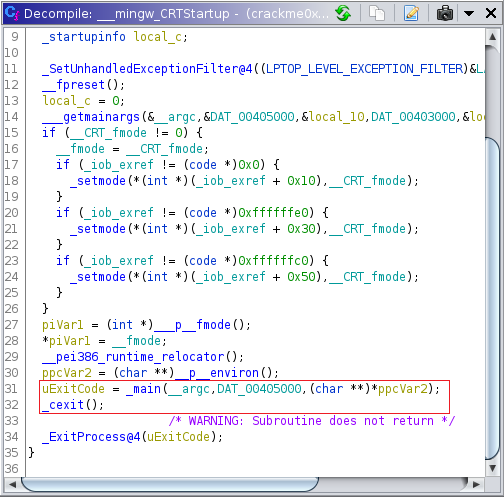 Decompile: ___mingw_CRTStartup - (crackme0x
9 _startupinfo local_c;
10
11 _SetUnhandledExceptionFilter@4((LPTOP_LEVEL_EXCEPTION_FILTER)&LA
12 __fpreset();
13 local_c = 0;
14 ___getmainargs(&__argc,&DAT_00405000,&local_10,DAT_00403000,&loc
15 if (__CRT_fmode != 0) {
16 __fmode = __CRT_fmode;
17 if (_iob_exref != (code *)0x0) {
18 _setmode(*(int *)(_iob_exref + 0x10),__CRT_fmode);
19 }
20 if (_iob_exref != (code *)0xffffffe0) {
21 _setmode(*(int *)(_iob_exref + 0x30),__CRT_fmode);
22 }
23 if (_iob_exref != (code *)0xffffffc0) {
24 _setmode(*(int *)(_iob_exref + 0x50),__CRT_fmode);
25 }
26 }
27 piVar1 = (int *)___p__fmode();
28 *piVar1 = __fmode;
29 __pei386_runtime_relocator();
30 ppcVar2 = (char **)__p__environ();
31 uExitCode = _main(__argc,DAT_00405000,(char **)*ppcVar2);
32 _cexit();
33 /* WARNING: Subroutine does not return */
34 _ExitProcess@4(uExitCode);
35 }
36